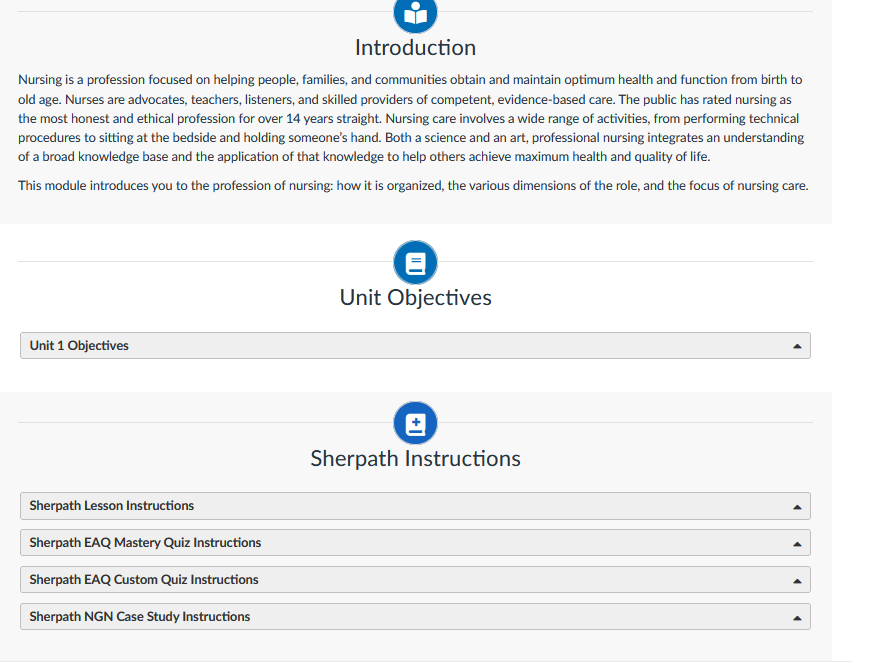 Introduction
Nursing is a profession focused on helping people, families, and communities obtain and maintain optimum health and function from birth to
old age. Nurses are advocates, teachers, listeners, and skilled providers of competent, evidence-based care. The public has rated nursing as
the most honest and ethical profession for over 14 years straight. Nursing care involves a wide range of activities, from performing technical
procedures to sitting at the bedside and holding someone’s hand. Both a science and an art, professional nursing integrates an understanding
of a broad knowledge base and the application of that knowledge to help others achieve maximum health and quality of life.
This module introduces you to the profession of nursing: how it is organized, the various dimensions of the role, and the focus of nursing care.
Unit Objectives
Unit 1 Objectives
Sherpath Instructions
Sherpath Lesson Instructions
Sherpath EAQ Mastery Quiz Instructions
Sherpath EAQ Custom Quiz Instructions
Sherpath NGN Case Study Instructions